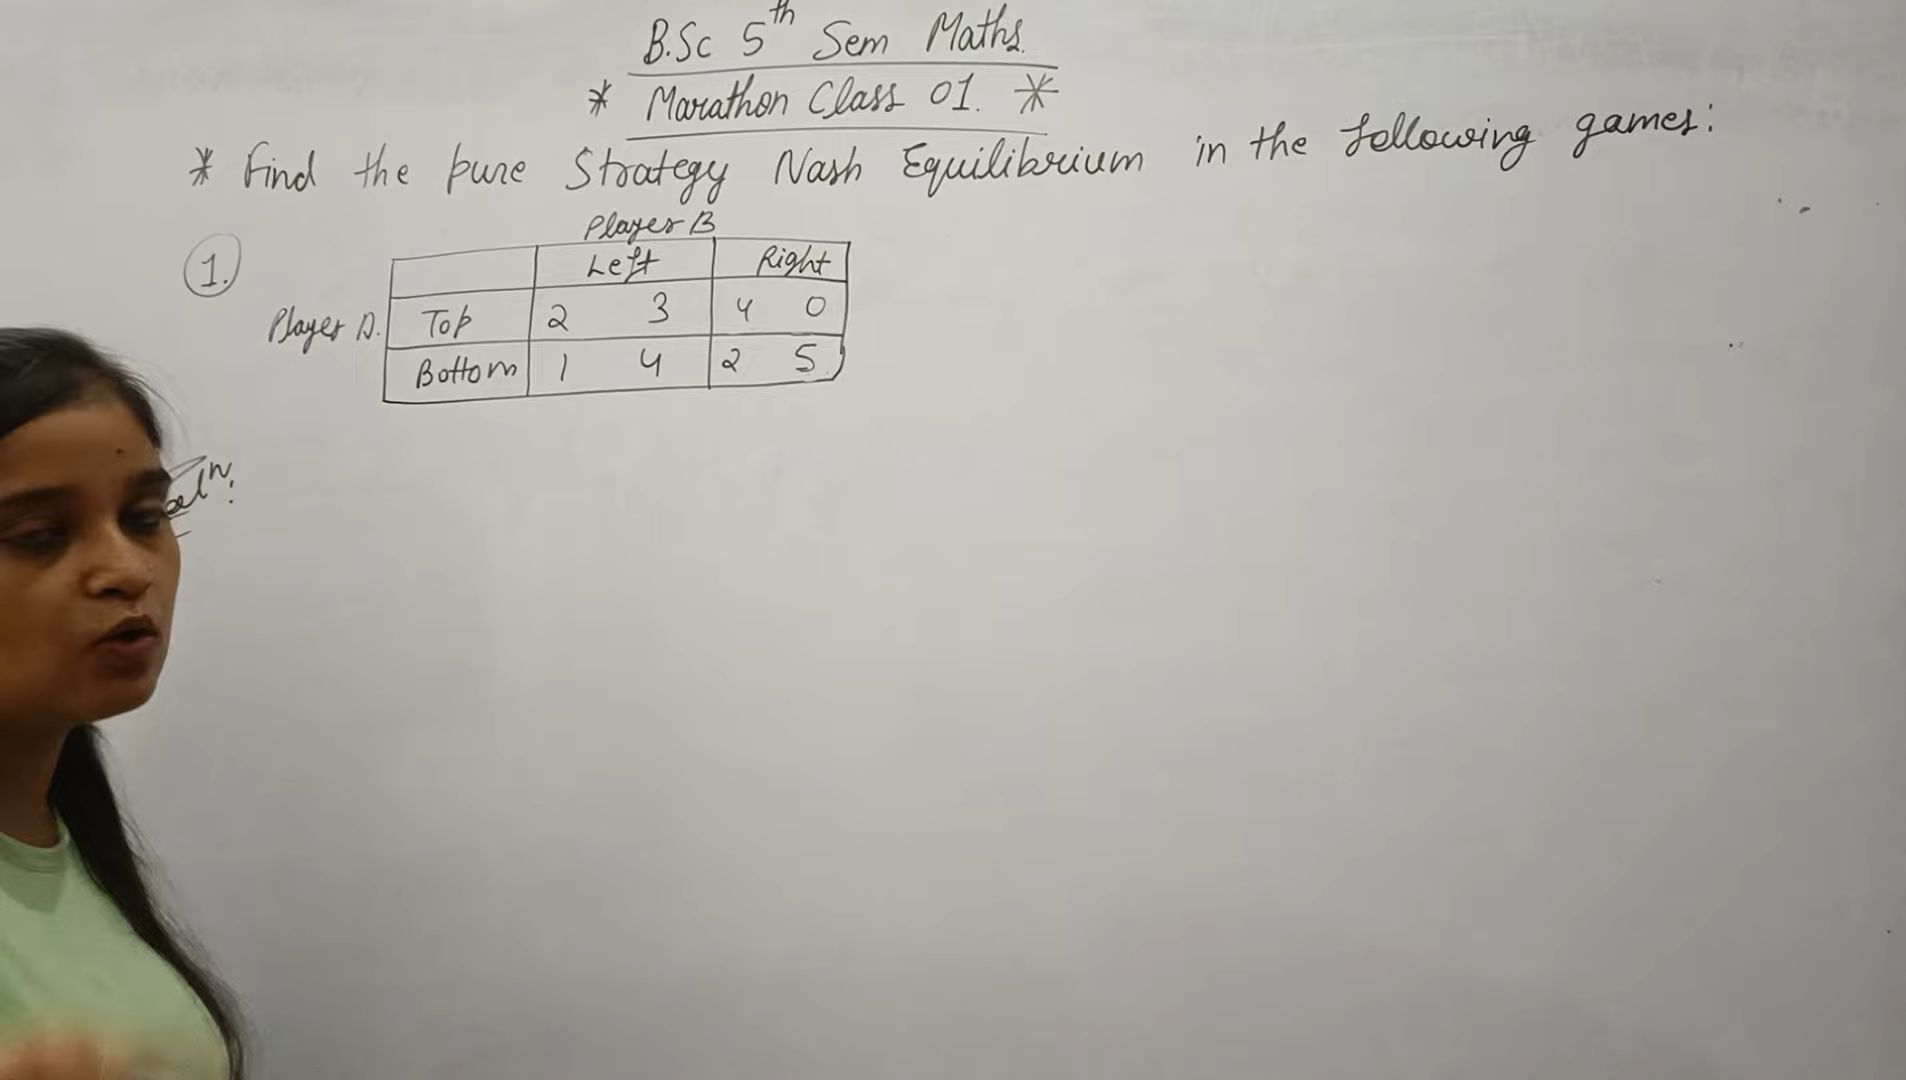 B.Sc 5th Sem Maths.
* Marathon Class 01. *
* Find the pure Strategy Nash Equilibrium in the following games:
Player B
1.
Left Right
Player A. Top 2 3 4 0
Bottom 1 4 2 5
Soln: